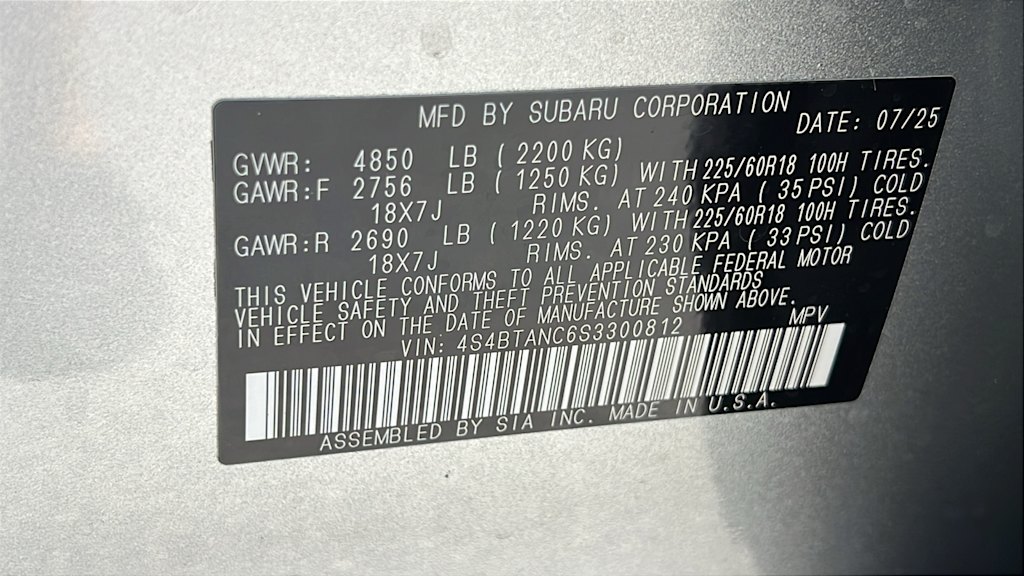 MFD BY SUBARU CORPORATION
DATE: 07/25
GVWR: 4850 LB ( 2200 KG)
GAWR:F 2756 LB ( 1250 KG) WITH 225/60R18 100H TIRES.
18X7J RIMS. AT 240 KPA ( 35 PSI) COLD
GAWR:R 2690 LB ( 1220 KG) WITH 225/60R18 100H TIRES.
18X7J RIMS. AT 230 KPA ( 33 PSI) COLD
THIS VEHICLE CONFORMS TO ALL APPLICABLE FEDERAL MOTOR
VEHICLE SAFETY AND THEFT PREVENTION STANDARDS
IN EFFECT ON THE DATE OF MANUFACTURE SHOWN ABOVE.
VIN: 4S4BTANC6S3300812 MPV
ASSEMBLED BY SIA INC. MADE IN U.S.A.